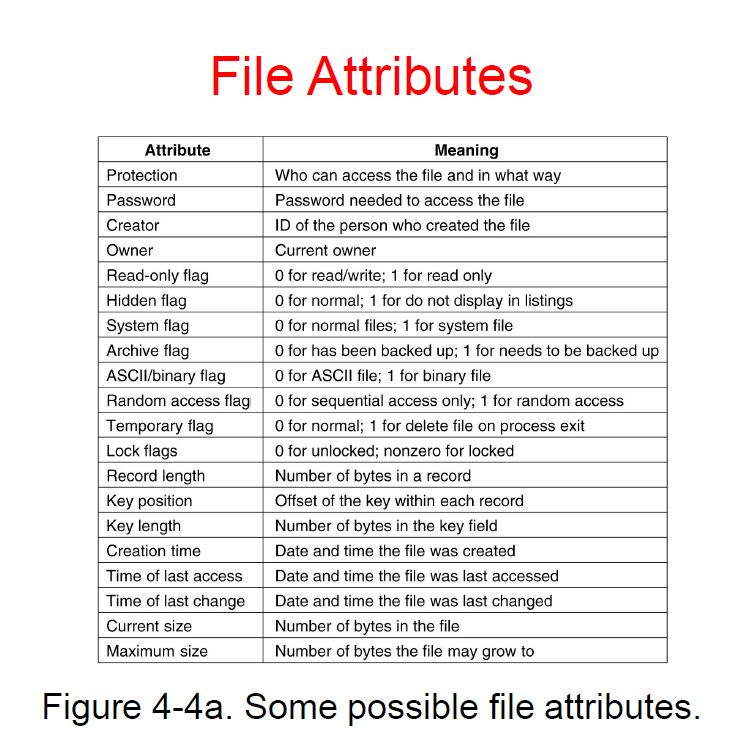 File Attributes
Attribute Meaning
Protection Who can access the file and in what way
Password Password needed to access the file
Creator ID of the person who created the file
Owner Current owner
Read-only flag 0 for read/write; 1 for read only
Hidden flag 0 for normal; 1 for do not display in listings
System flag 0 for normal files; 1 for system file
Archive flag 0 for has been backed up; 1 for needs to be backed up
ASCII/binary flag 0 for ASCII file; 1 for binary file
Random access flag 0 for sequential access only; 1 for random access
Temporary flag 0 for normal; 1 for delete file on process exit
Lock flags 0 for unlocked; nonzero for locked
Record length Number of bytes in a record
Key position Offset of the key within each record
Key length Number of bytes in the key field
Creation time Date and time the file was created
Time of last access Date and time the file was last accessed
Time of last change Date and time the file was last changed
Current size Number of bytes in the file
Maximum size Number of bytes the file may grow to
Figure 4-4a. Some possible file attributes.